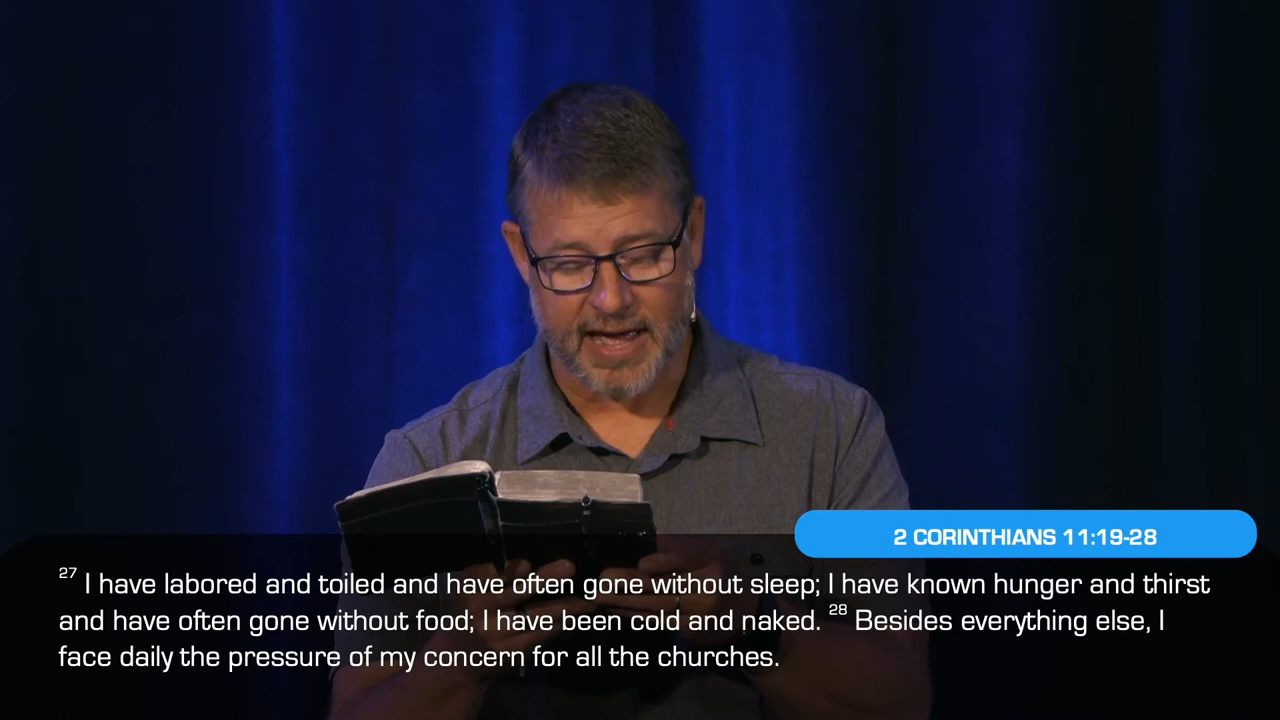 2 CORINTHIANS 11:19-28
27 I have labored and toiled and have often gone without sleep; I have known hunger and thirst
and have often gone without food; I have been cold and naked. 28 Besides everything else, I
face daily the pressure of my concern for all the churches.